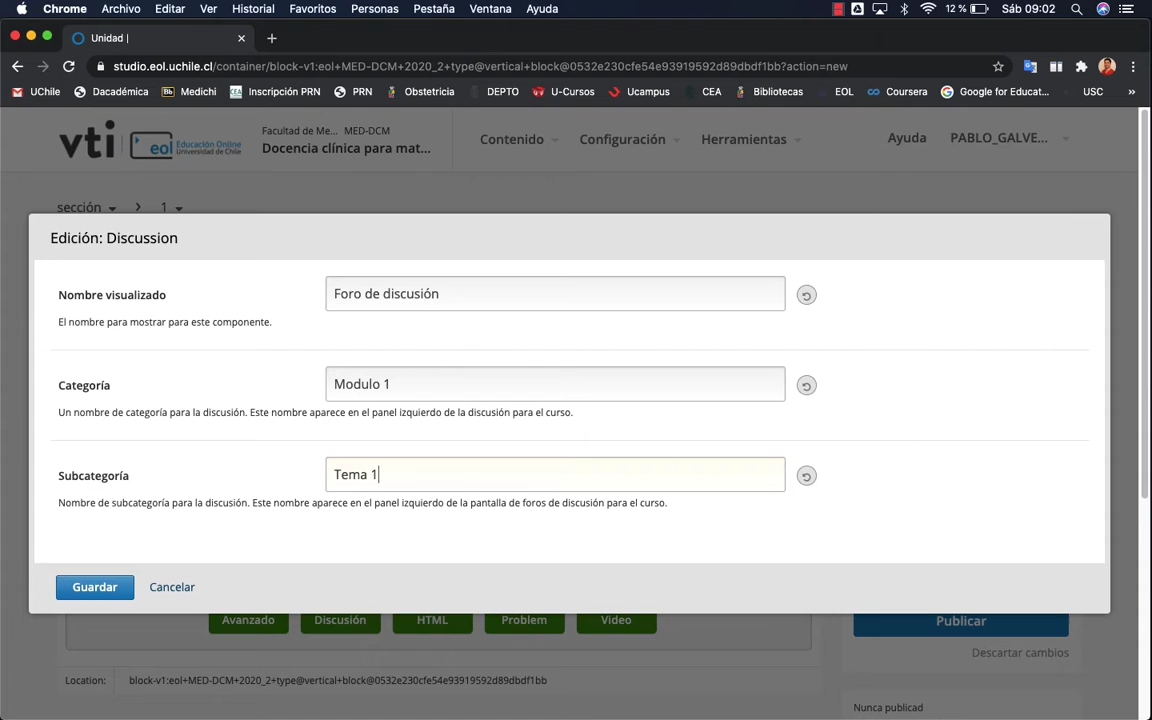 Chrome Archivo Editar Ver Historial Favoritos Personas Pestaña Ventana Ayuda 12 % Sáb 09:02
Unidad |
studio.eol.uchile.cl/container/block-v1:eol+MED-DCM+2020_2+type@vertical+block@0532e230cfe54e93919592d89dbdf1bb?action=new
UChile Dacadémica Medichi Inscripción PRN PRN Obstetricia DEPTO U-Cursos Ucampus CEA Bibliotecas EOL Coursera Google for Educat... USC »
vti eol Educación Online Universidad de Chile
Facultad de Me... MED-DCM
Docencia clínica para mat...
Contenido Configuración Herramientas Ayuda PABLO_GALVE...
sección 1
Edición: Discussion
Nombre visualizado Foro de discusión
El nombre para mostrar para este componente.
Categoría Modulo 1
Un nombre de categoría para la discusión. Este nombre aparece en el panel izquierdo de la discusión para el curso.
Subcategoría Tema 1
Nombre de subcategoría para la discusión. Este nombre aparece en el panel izquierdo de la pantalla de foros de discusión para el curso.
Guardar Cancelar
Avanzado Discusión HTML Problem Video Publicar
Descartar cambios
Location: block-v1:eol+MED-DCM+2020_2+type@vertical+block@0532e230cfe54e93919592d89dbdf1bb
Nunca publicad